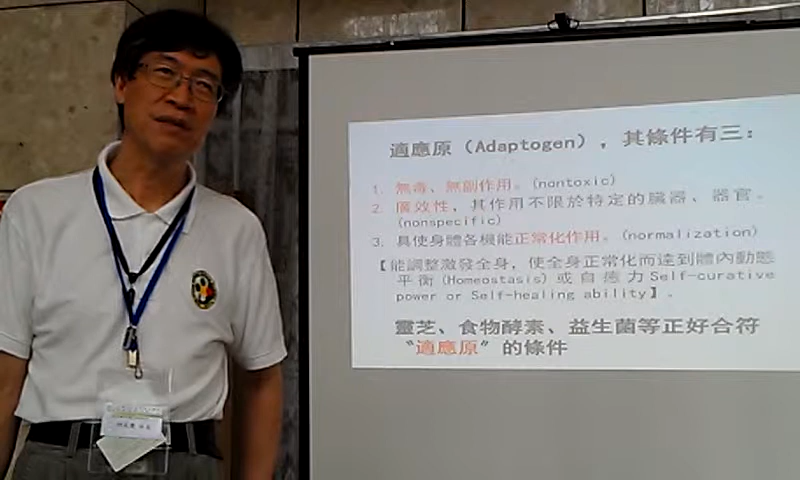 適應原（Adaptogen），其條件有三：
1. 無毒、無副作用。(nontoxic)
2. 廣效性，其作用不限於特定的臟器、器官。
(nonspecific)
3. 具使身體各機能正常化作用。(normalization)
【能調整激發全身，使全身正常化而達到體內動態
平衡(Homeostasis)或自癒力Self-curative
power or Self-healing ability】。
靈芝、食物酵素、益生菌等正好合符
“適應原”的條件